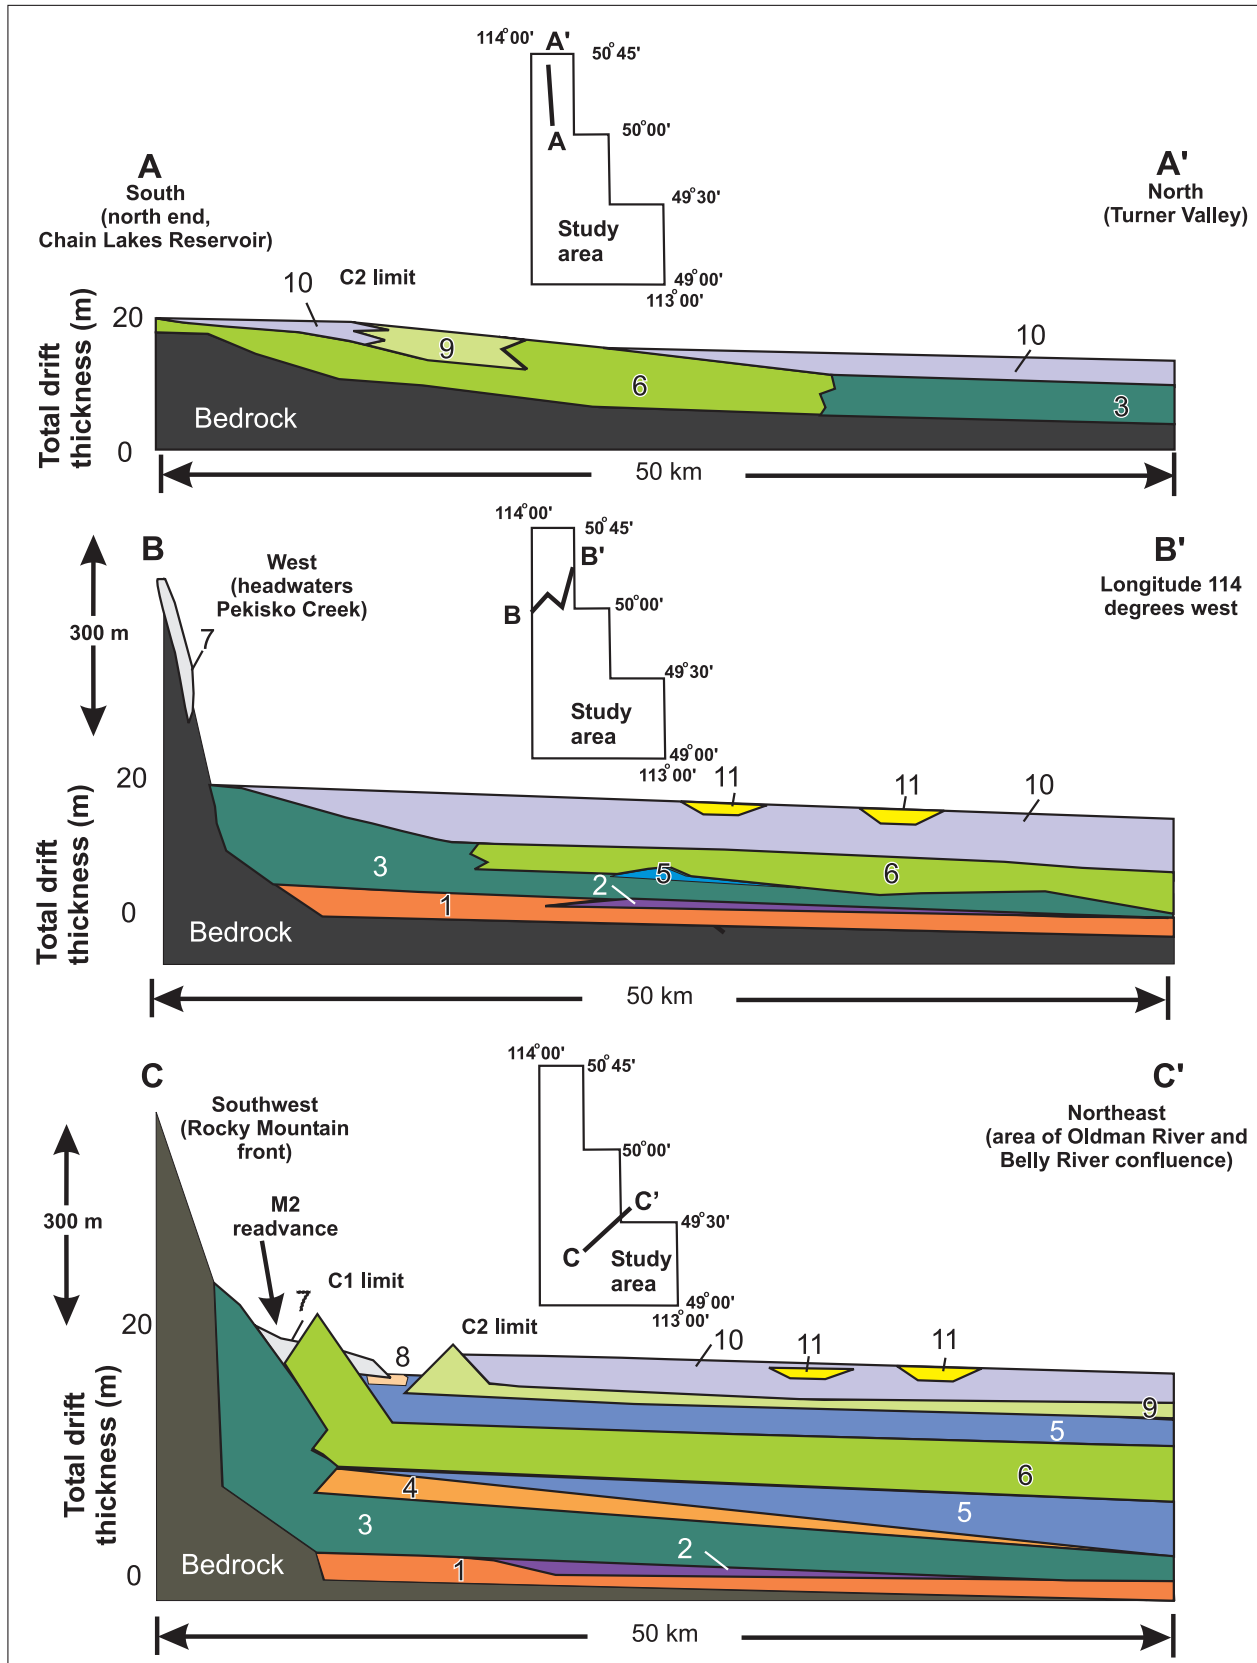 114°00'
A'
50°45'
50°00'
A
49°30'
Study
area
49°00'
113°00'
A
South
(north end,
Chain Lakes Reservoir)
A'
North
(Turner Valley)
10
C2 limit
20
Total drift
thickness (m)
0
9
6
10
3
Bedrock
50 km
114°00'
50°45'
B'
50°00'
B
49°30'
Study
area
49°00'
113°00'
B
West
(headwaters
Pekisko Creek)
B'
Longitude 114
degrees west
300 m
7
20
Total drift
thickness (m)
0
11
11
10
3
5
6
2
1
Bedrock
50 km
114°00'
50°45'
50°00'
C'
49°30'
C
Study
area
49°00'
113°00'
C
Southwest
(Rocky Mountain
front)
C'
Northeast
(area of Oldman River and
Belly River confluence)
300 m
M2
readvance
C1 limit
7
C2 limit
20
Total drift
thickness (m)
0
8
10
11
11
9
5
6
4
5
3
2
1
Bedrock
50 km